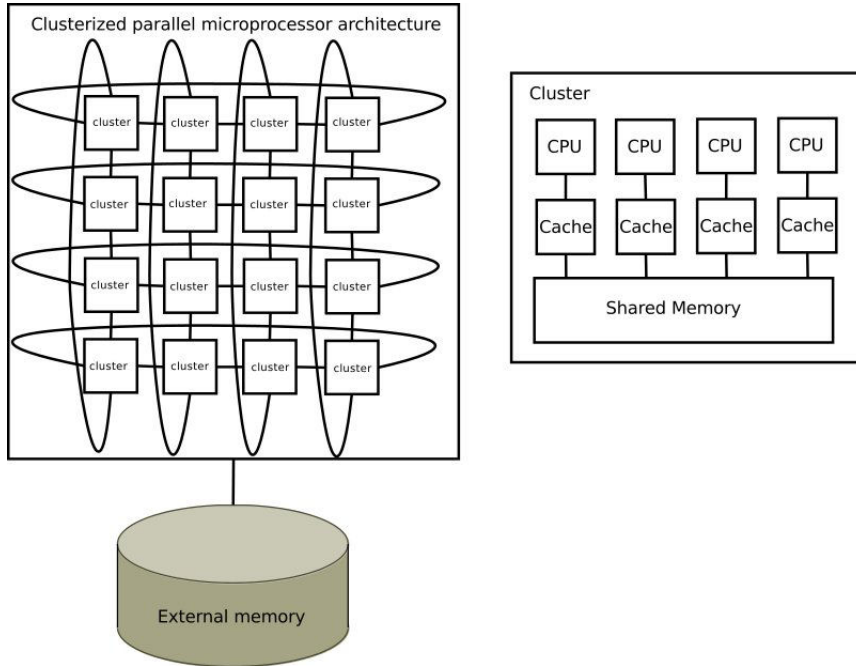 Clusterized parallel microprocessor architecture
cluster cluster cluster cluster
cluster cluster cluster cluster
cluster cluster cluster cluster
cluster cluster cluster cluster
External memory
Cluster
CPU CPU CPU CPU
Cache Cache Cache Cache
Shared Memory